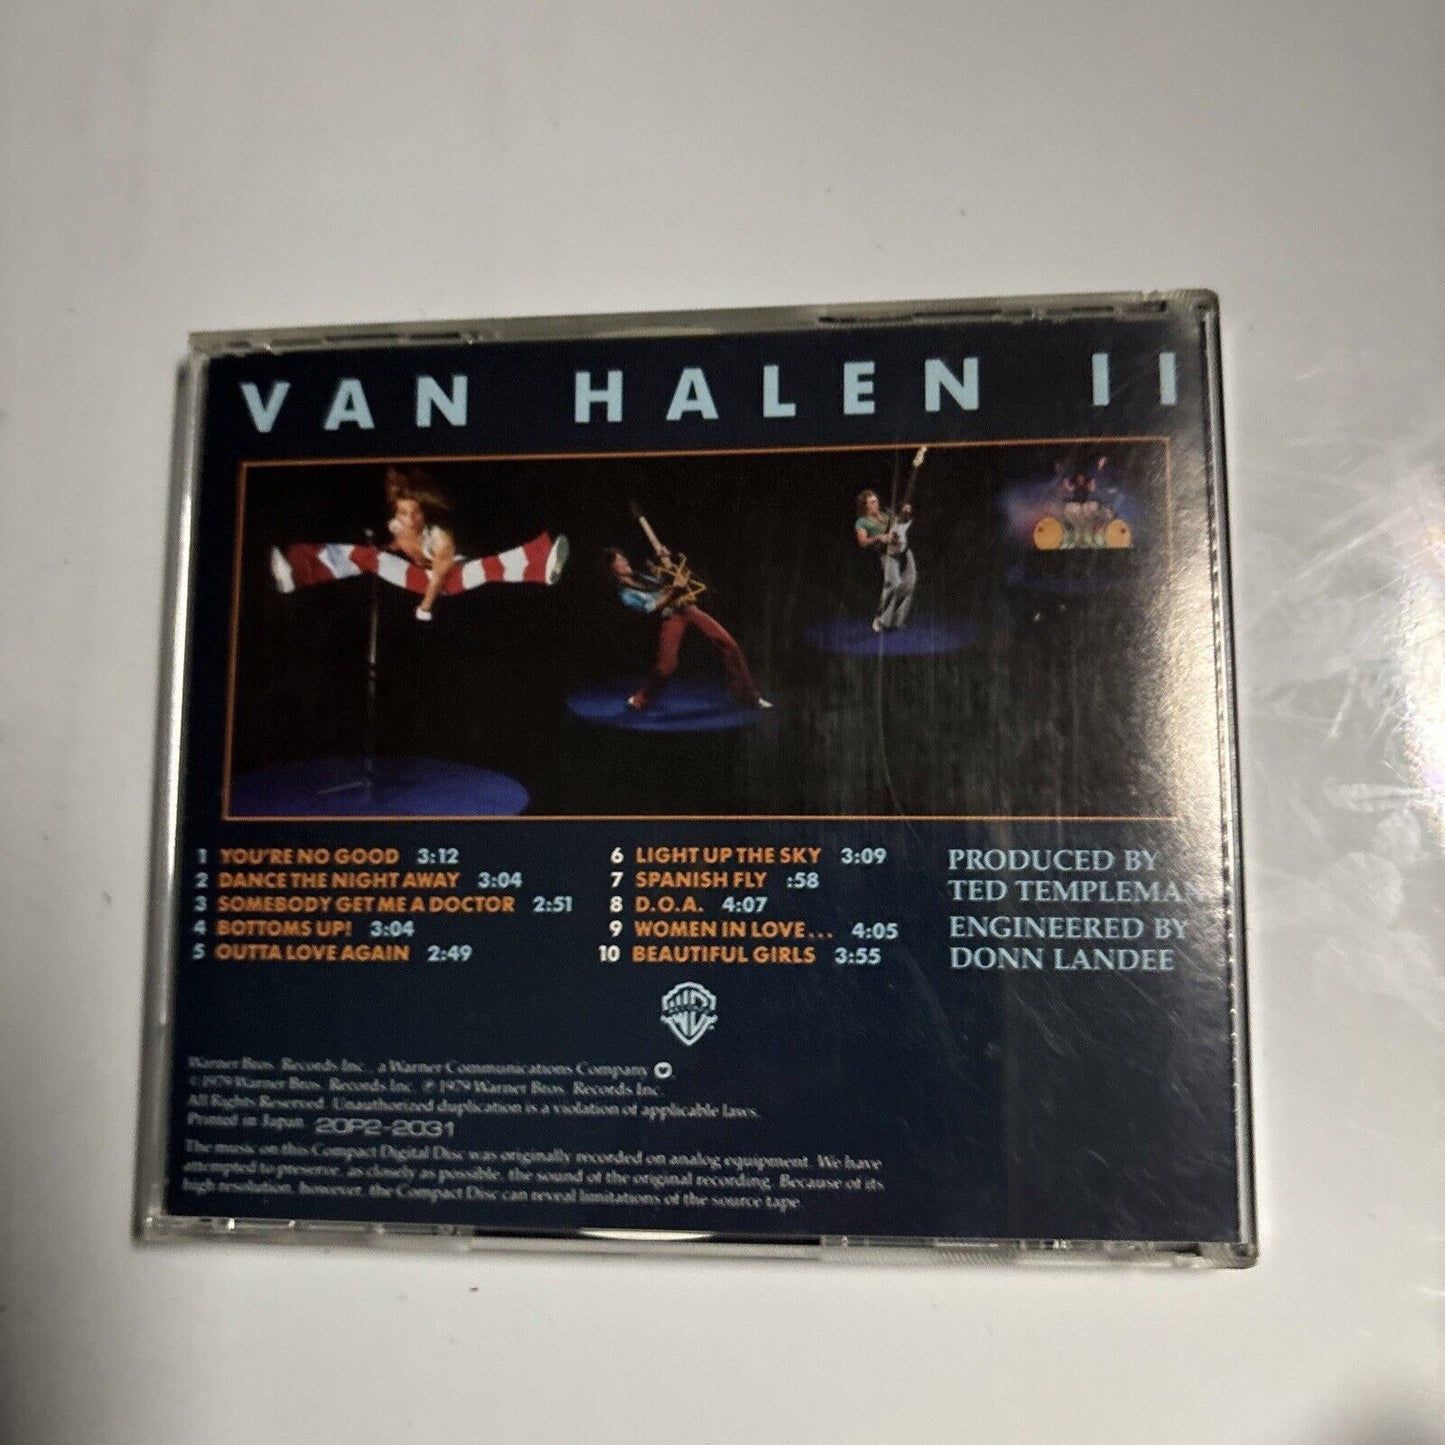 VAN HALEN II
1 YOU'RE NO GOOD 3:12
2 DANCE THE NIGHT AWAY 3:04
3 SOMEBODY GET ME A DOCTOR 2:51
4 BOTTOMS UP! 3:04
5 OUTTA LOVE AGAIN 2:49
6 LIGHT UP THE SKY 3:09
7 SPANISH FLY :58
8 D.O.A. 4:07
9 WOMEN IN LOVE... 4:05
10 BEAUTIFUL GIRLS 3:55
PRODUCED BY
TED TEMPLEMAN
ENGINEERED BY
DONN LANDEE
Warner Bros. Records Inc., a Warner Communications Company
© 1979 Warner Bros. Records Inc. ℗ 1979 Warner Bros. Records Inc.
All Rights Reserved. Unauthorized duplication is a violation of applicable laws.
Printed in Japan 20P2-2031
The music on this Compact Digital Disc was originally recorded on analog equipment. We have
attempted to preserve, as closely as possible, the sound of the original recording. Because of its
high resolution, however, the Compact Disc can reveal limitations of the source tape.